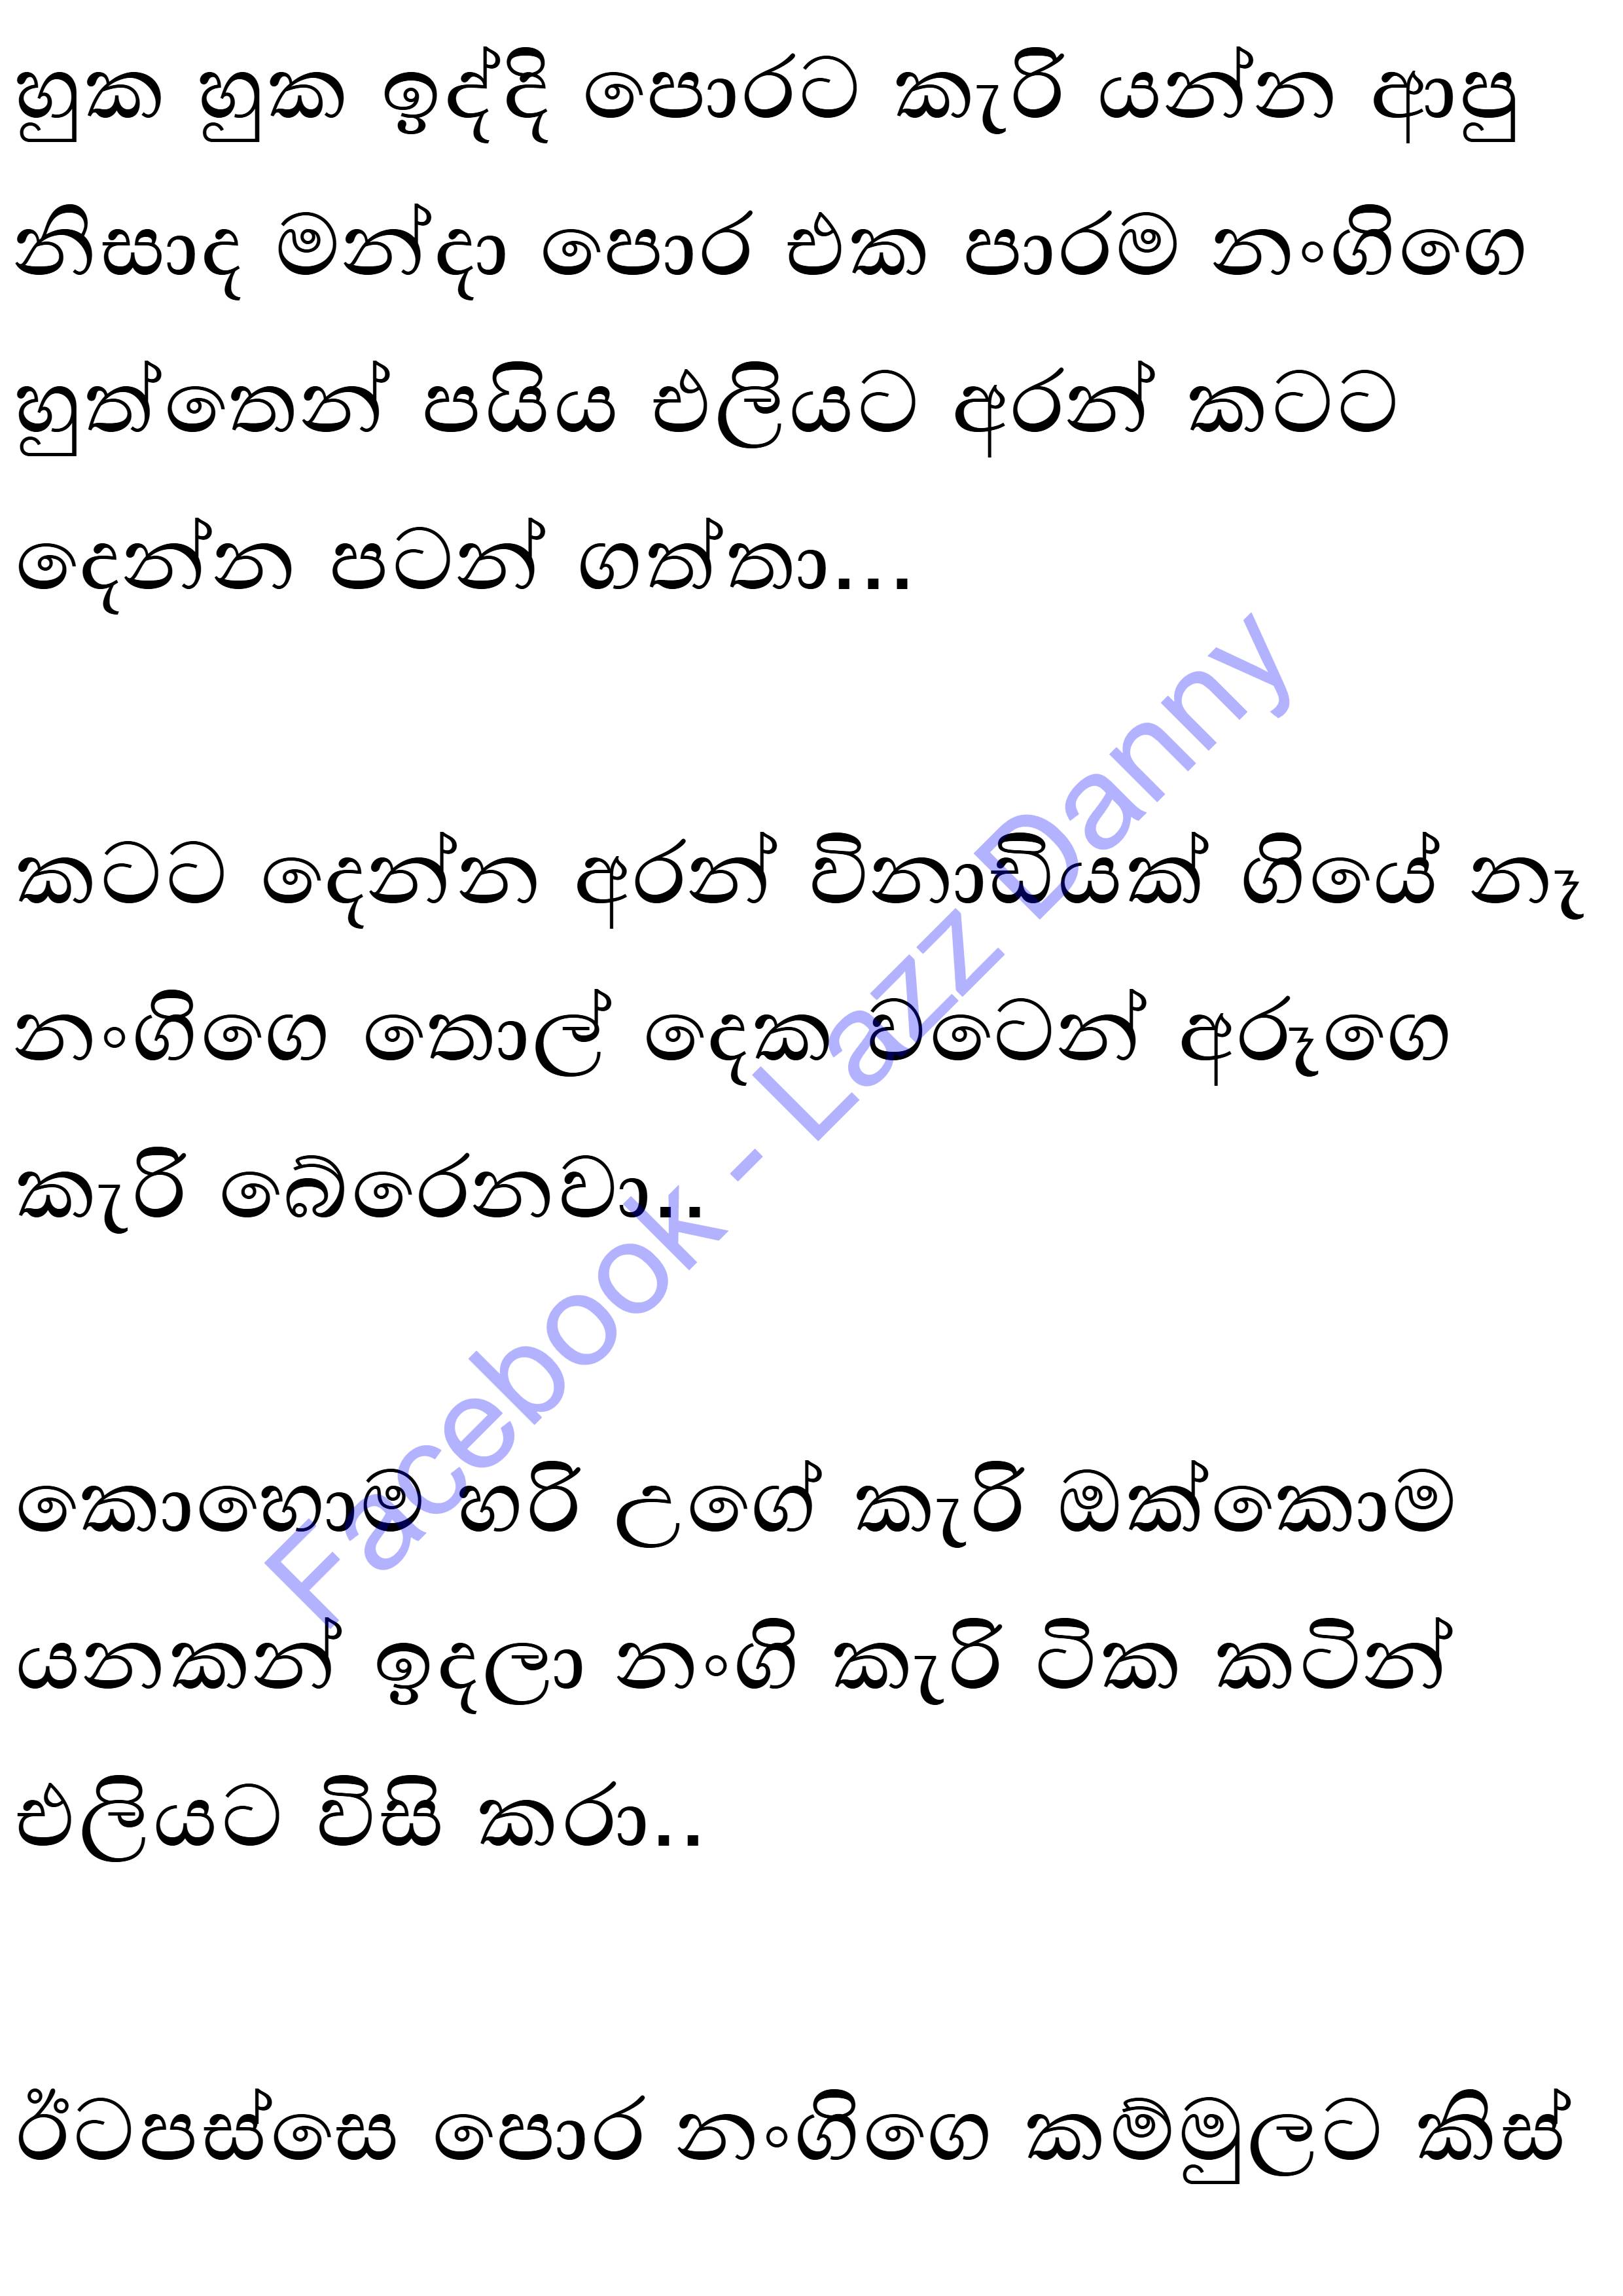 හුක හුක ඉද්දි පොරට කැරි යන්න ආපු
නිසාද මන්දා පොර එක පාරම නංගිගෙ
හුත්තෙන් පයිය එලියට අරන් කටට
දෙන්න පටන් ගත්තා...
කටට දෙන්න අරන් විනාඩියක් ගියේ නෑ
නංගිගෙ තොල් දෙක වටෙන් අරූගෙ
කැරි බේරෙනවා..
කොහොම හරි උගේ කැරි ඔක්කොම
යනකන් ඉදලා නංගි කැරි ටික කටින්
එලියට විසි කරා..
ඊටපස්සෙ පොර නංගිගෙ කම්මුලට කිස්
Facebook - Lazz Danny